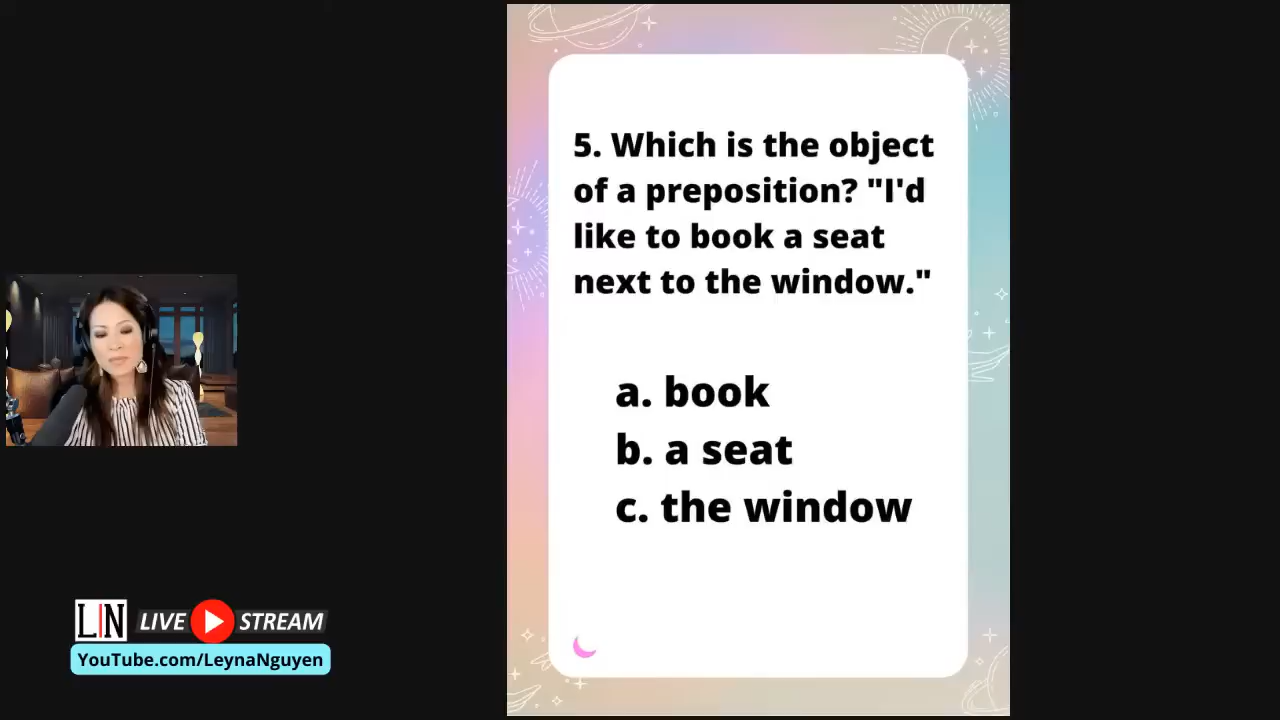 5. Which is the object
of a preposition? "I'd
like to book a seat
next to the window."
a. book
b. a seat
c. the window
LN LIVE STREAM
YouTube.com/LeynaNguyen